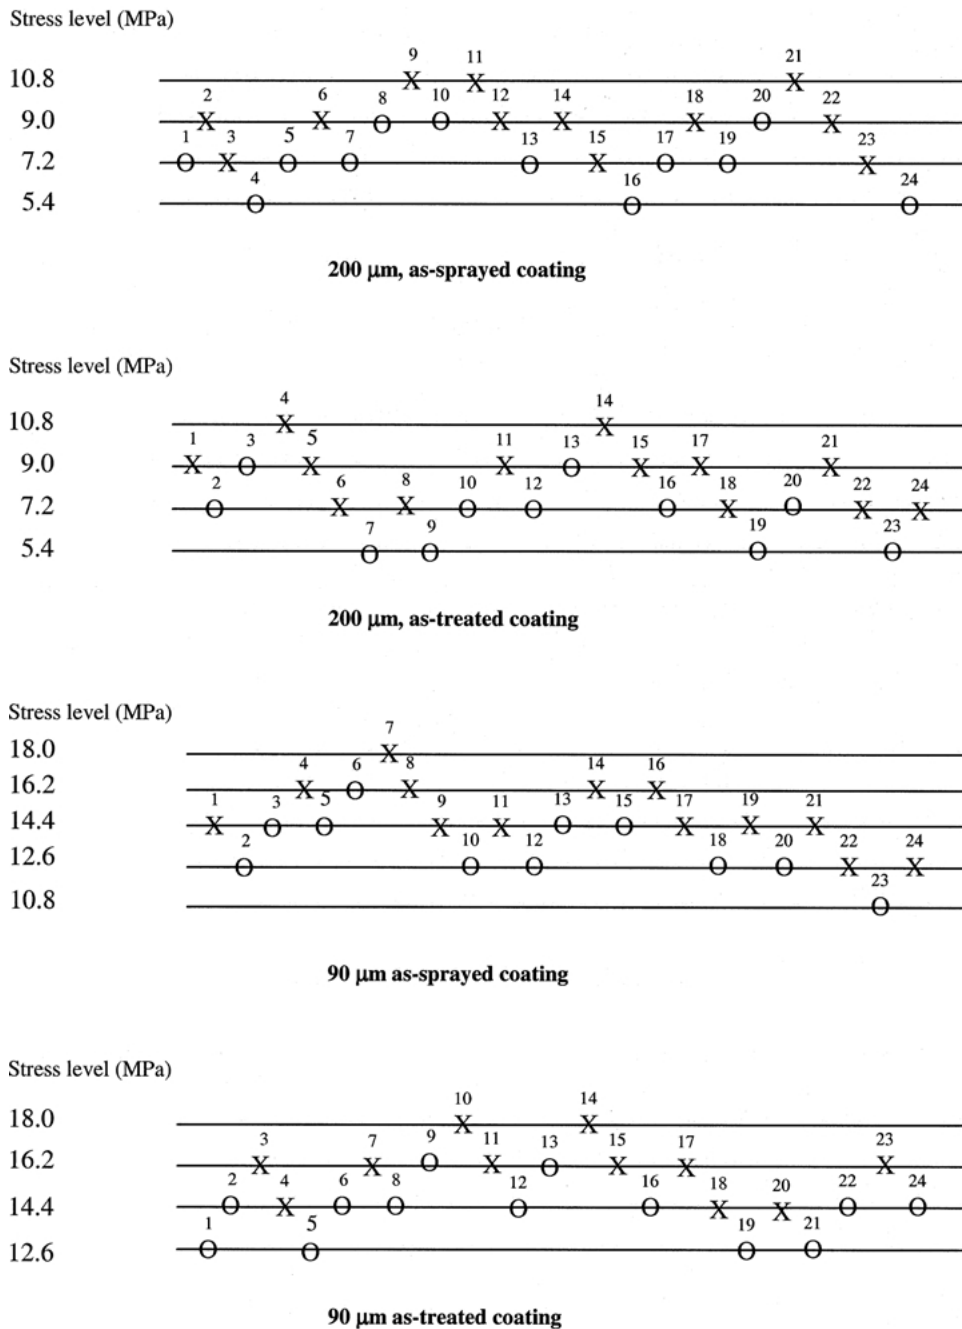 Stress level (MPa)
9 11 21
10.8 X X X
2 6 8 10 12 14 18 20 22
9.0 X X O O X X X O X
1 3 5 7 13 15 17 19 23
7.2 O X O O O X O O X
4 16 24
5.4 O O O
200 μm, as-sprayed coating
Stress level (MPa)
4 14
10.8 X X
1 3 5 11 13 15 17 21
9.0 X O X X O X X X
2 6 8 10 12 16 18 20 22 24
7.2 O X X O O O X O X X
7 9 19 23
5.4 O O O O
200 μm, as-treated coating
Stress level (MPa)
7
18.0 X
4 6 8 14 16
16.2 X O X X X
1 3 5 9 11 13 15 17 19 21
14.4 X O O X X O O X X X
2 10 12 18 20 22 24
12.6 O O O O O X X
23
10.8 O
90 μm as-sprayed coating
Stress level (MPa)
10 14
18.0 X X
3 7 9 11 13 15 17 23
16.2 X X O X O X X X
2 4 6 8 12 16 18 20 22 24
14.4 O X O O O O X X O O
1 5 19 21
12.6 O O O O
90 μm as-treated coating